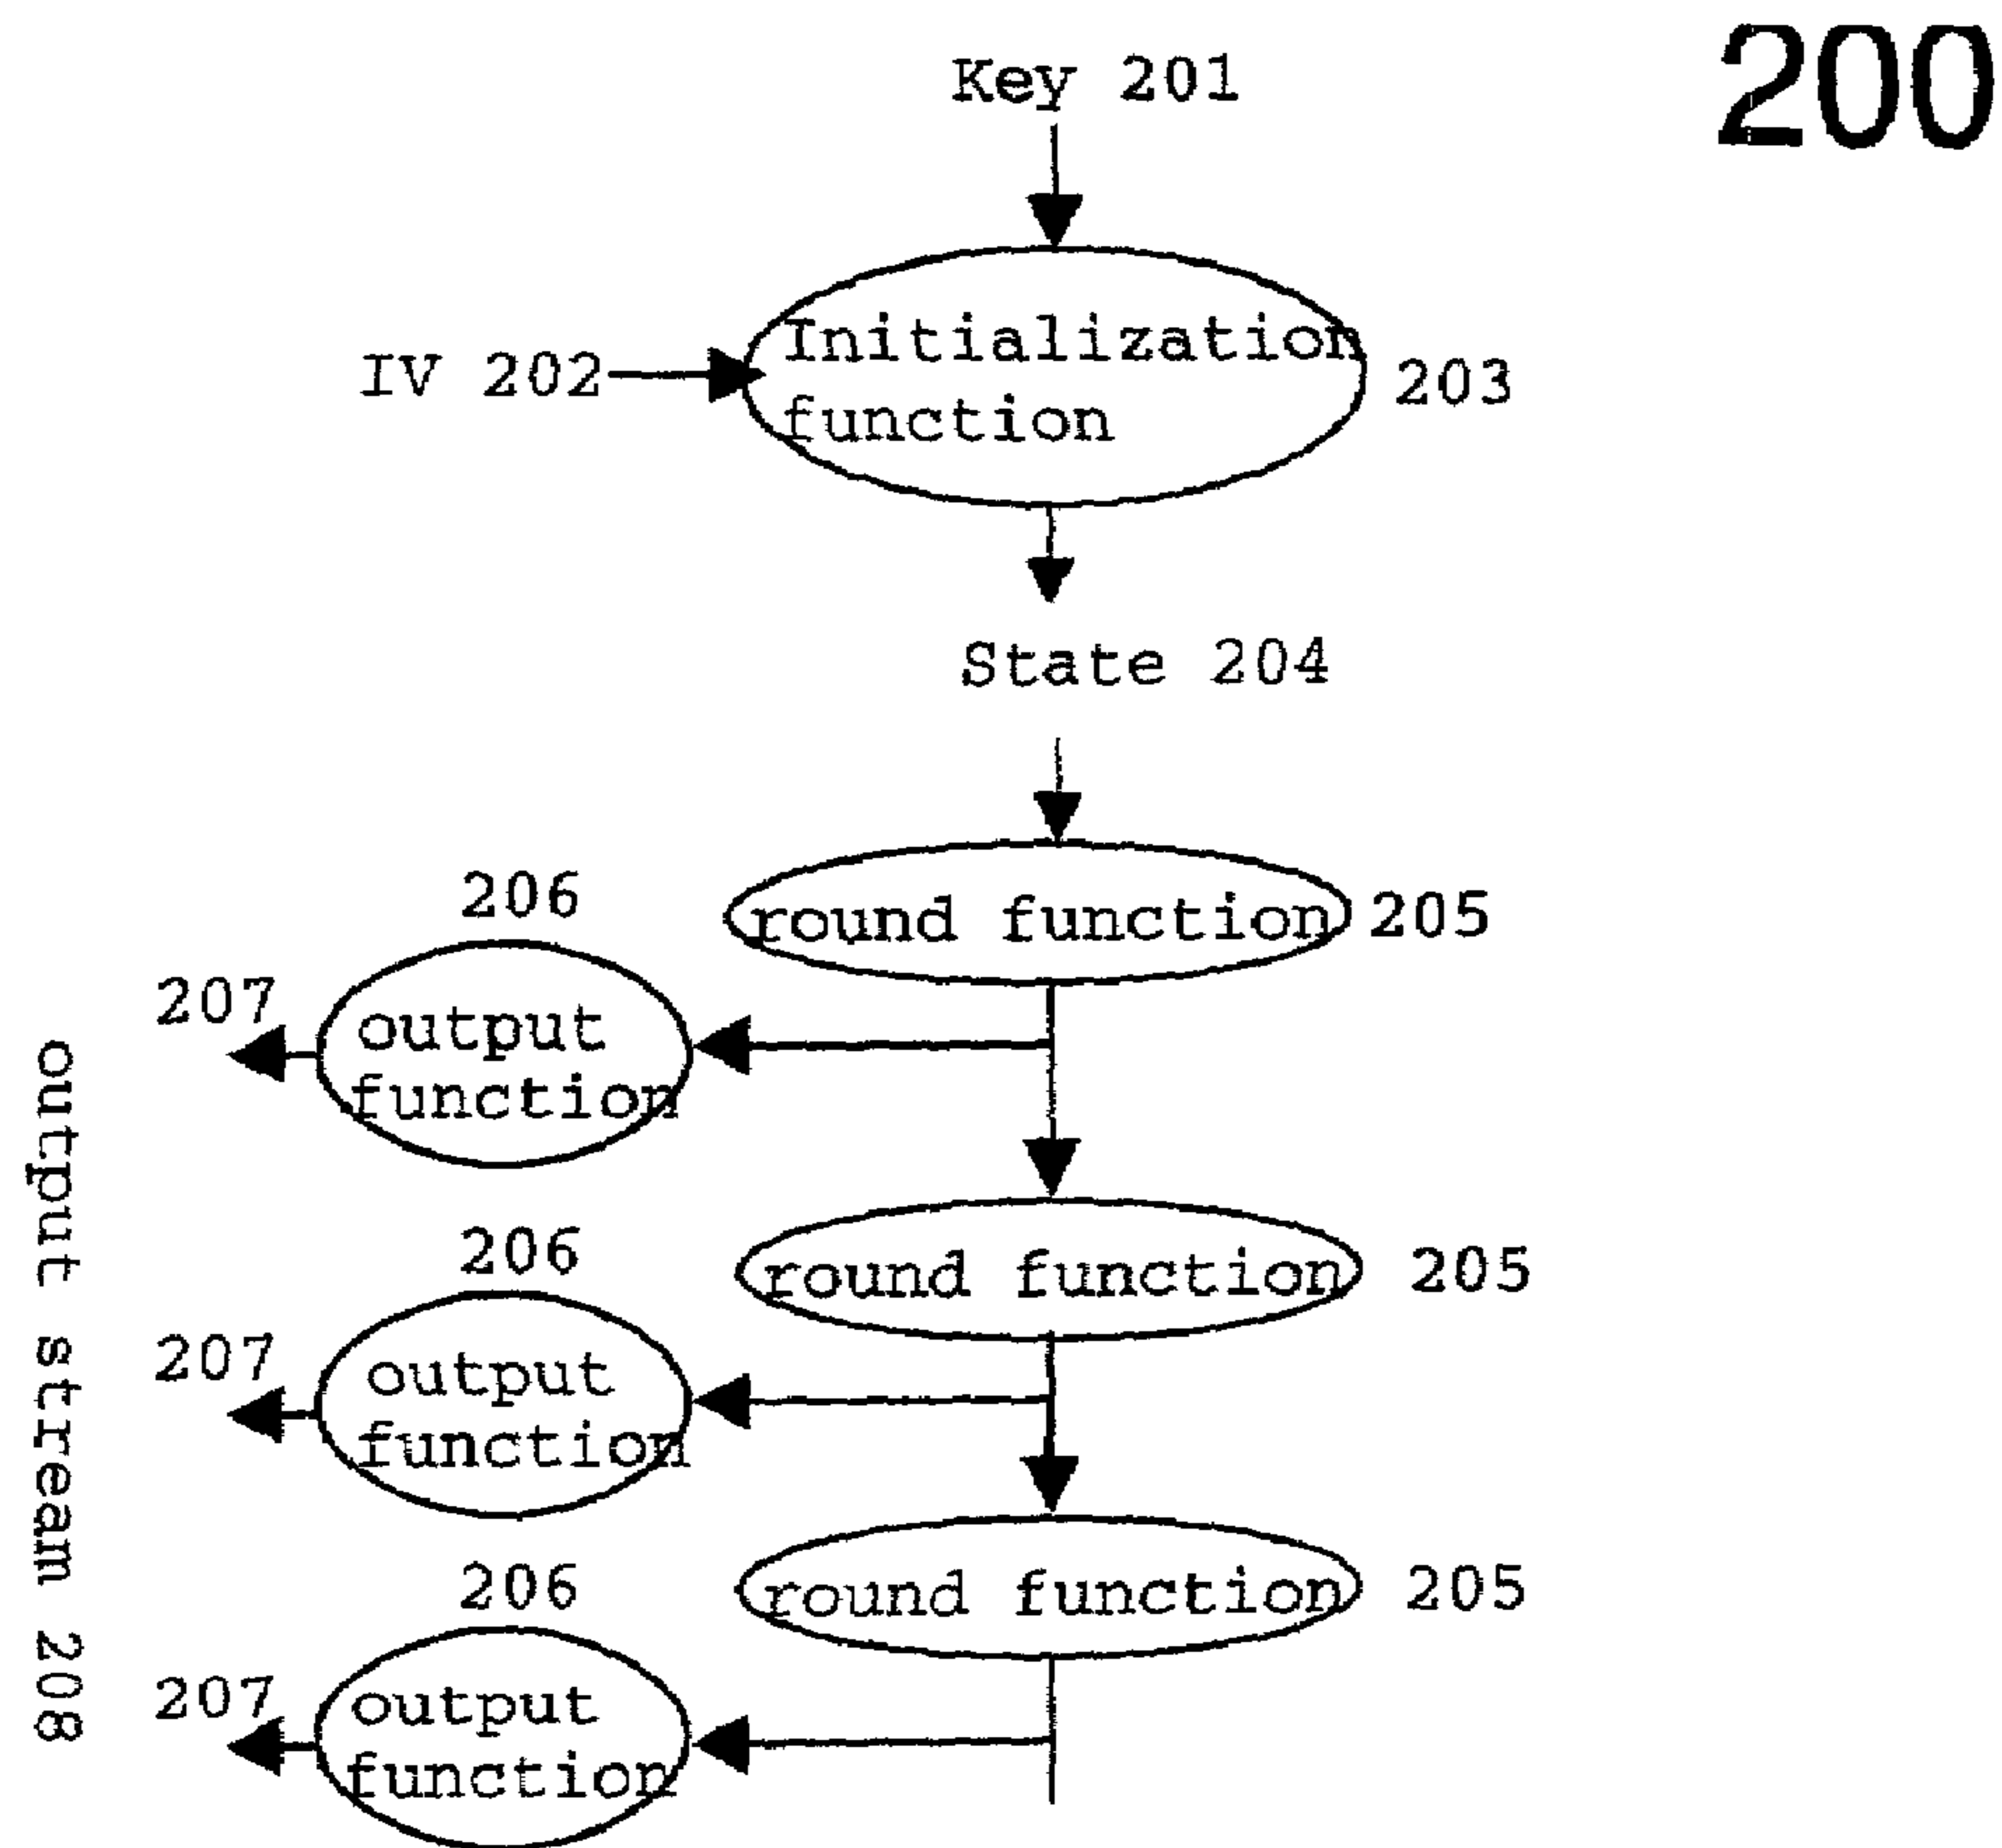 200
Key 201
IV 202
Initialization
function
203
State 204
206
round function
205
207
output
function
206
round function
205
207
output
function
206
round function
205
207
output
function
output stream 208